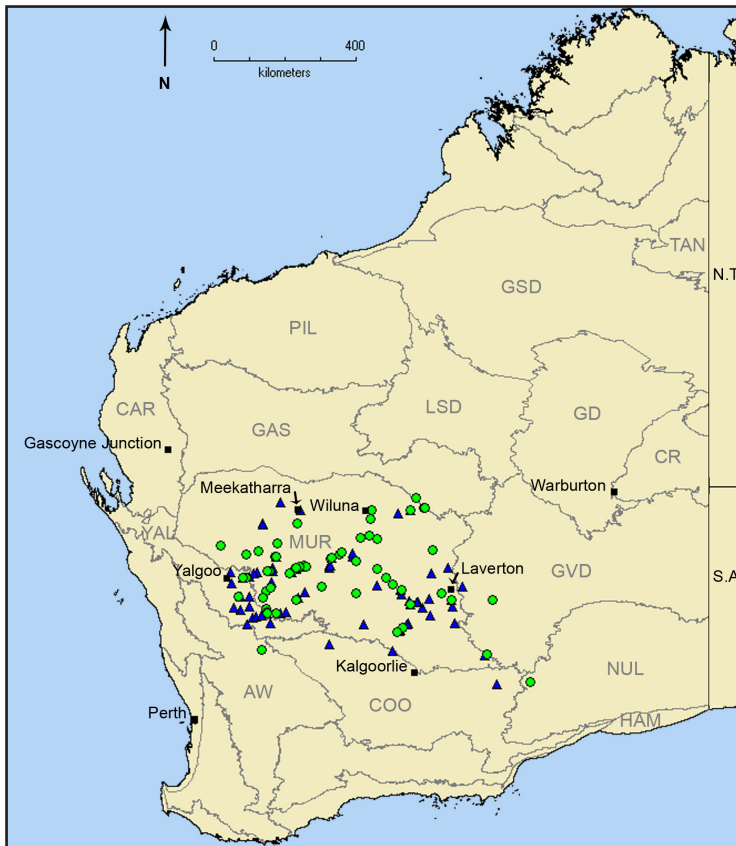 0 400
kilometers
N
TAN
N.T
GSD
PIL
CAR
LSD
GD
GAS
Gascoyne Junction
CR
Meekatharra
Warburton
Wiluna
YAL
MUR
Yalgoo
Laverton
GVD
S.A
Kalgoorlie
NUL
AW
COO
Perth
HAM